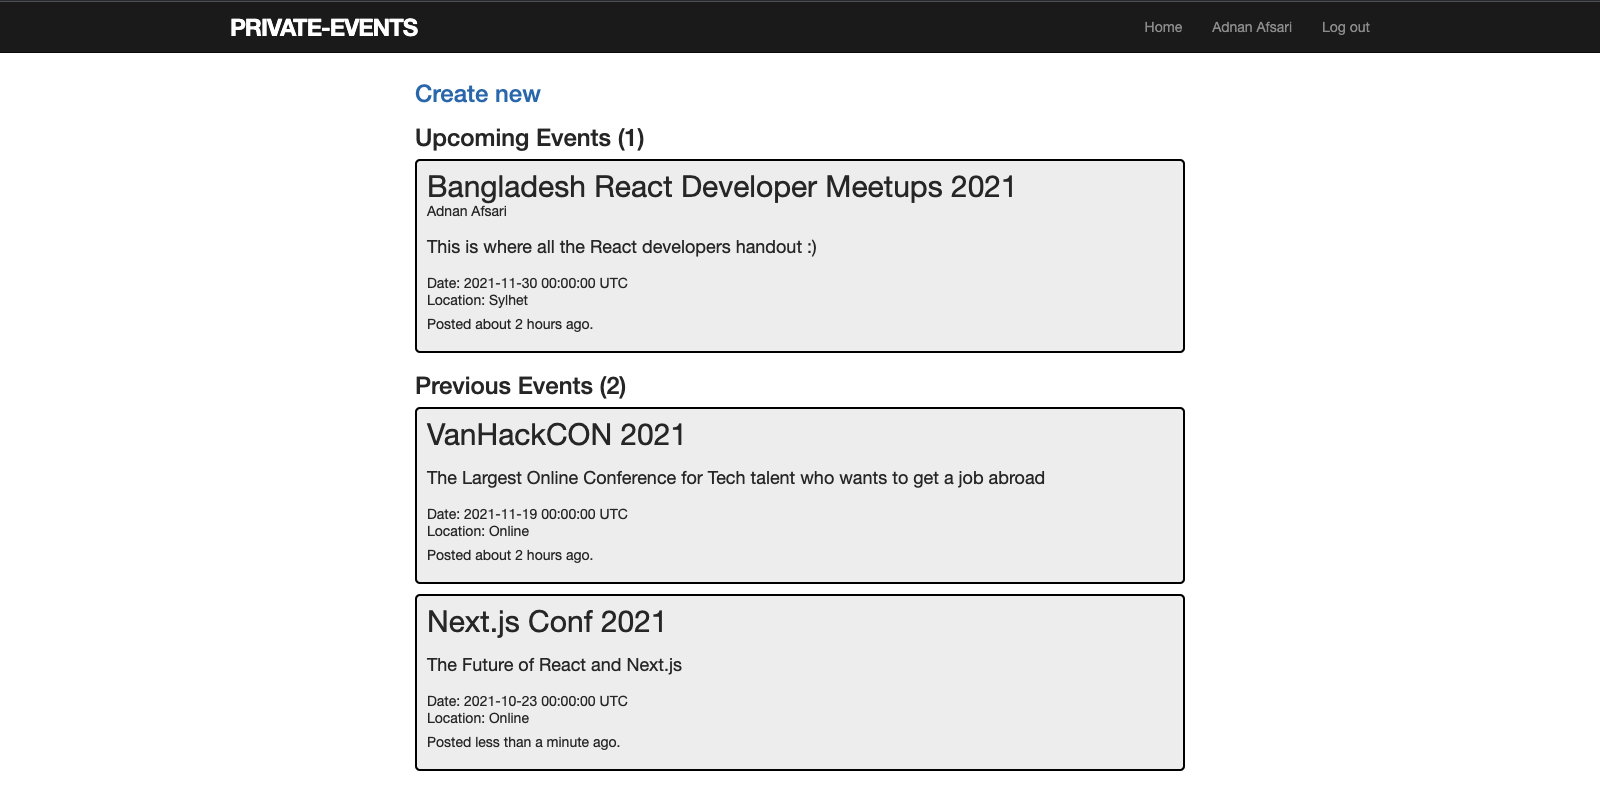 PRIVATE-EVENTS
Home
Adnan Afsari
Log out
Create new
Upcoming Events (1)
Bangladesh React Developer Meetups 2021
Adnan Afsari
This is where all the React developers handout :)
Date: 2021-11-30 00:00:00 UTC
Location: Sylhet
Posted about 2 hours ago.
Previous Events (2)
VanHackCON 2021
The Largest Online Conference for Tech talent who wants to get a job abroad
Date: 2021-11-19 00:00:00 UTC
Location: Online
Posted about 2 hours ago.
Next.js Conf 2021
The Future of React and Next.js
Date: 2021-10-23 00:00:00 UTC
Location: Online
Posted less than a minute ago.